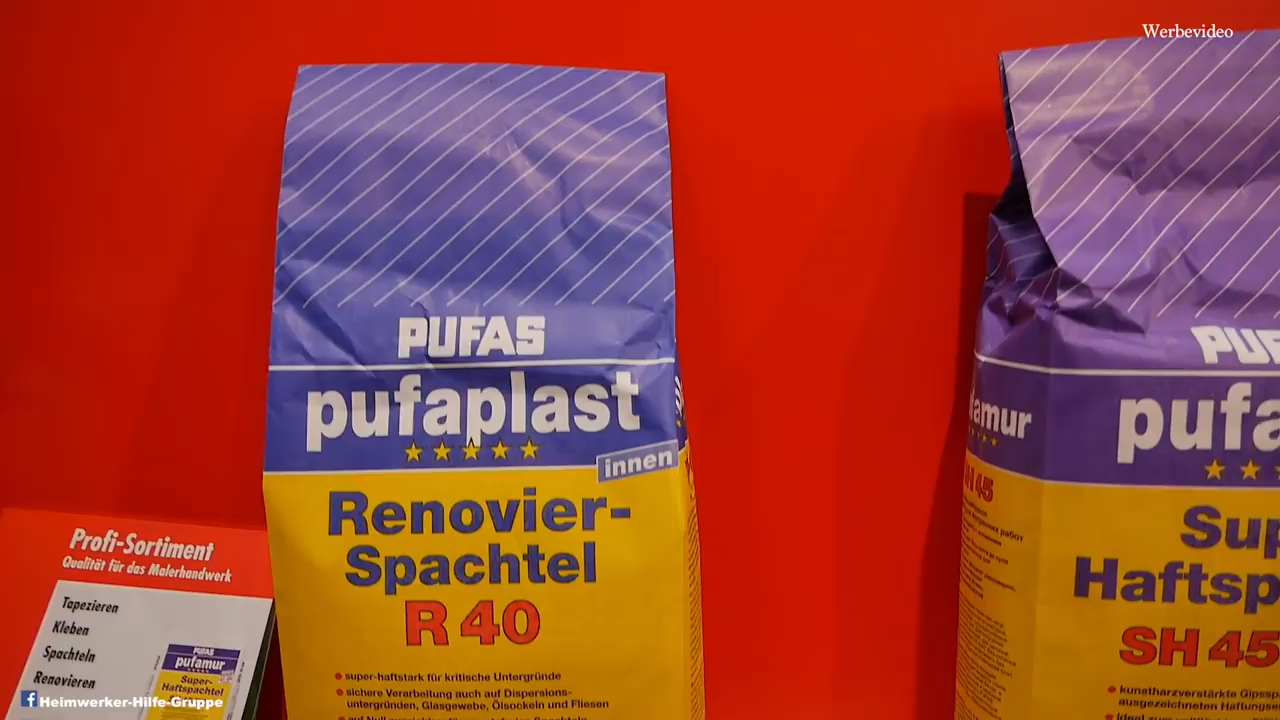 Werbevideo
PUFAS
pufaplast
innen
Renovier-
Spachtel
R 40
super-haftstark für kritische Untergründe
sichere Verarbeitung auch auf Dispersions-
untergründen, Glasgewebe, Ölsockeln und Fliesen
PUF
pufa
amur
H 45
Sup
Haftsp
SH 45
kunstharzverstärkte Gipssp
ausgezeichneten Haftungse
Profi-Sortiment
Qualität für das Malerhandwerk
Tapezieren
Kleben
Spachteln
Renovieren
PUFAS
pufamur
Super-
Haftspachtel
Heimwerker-Hilfe-Gruppe